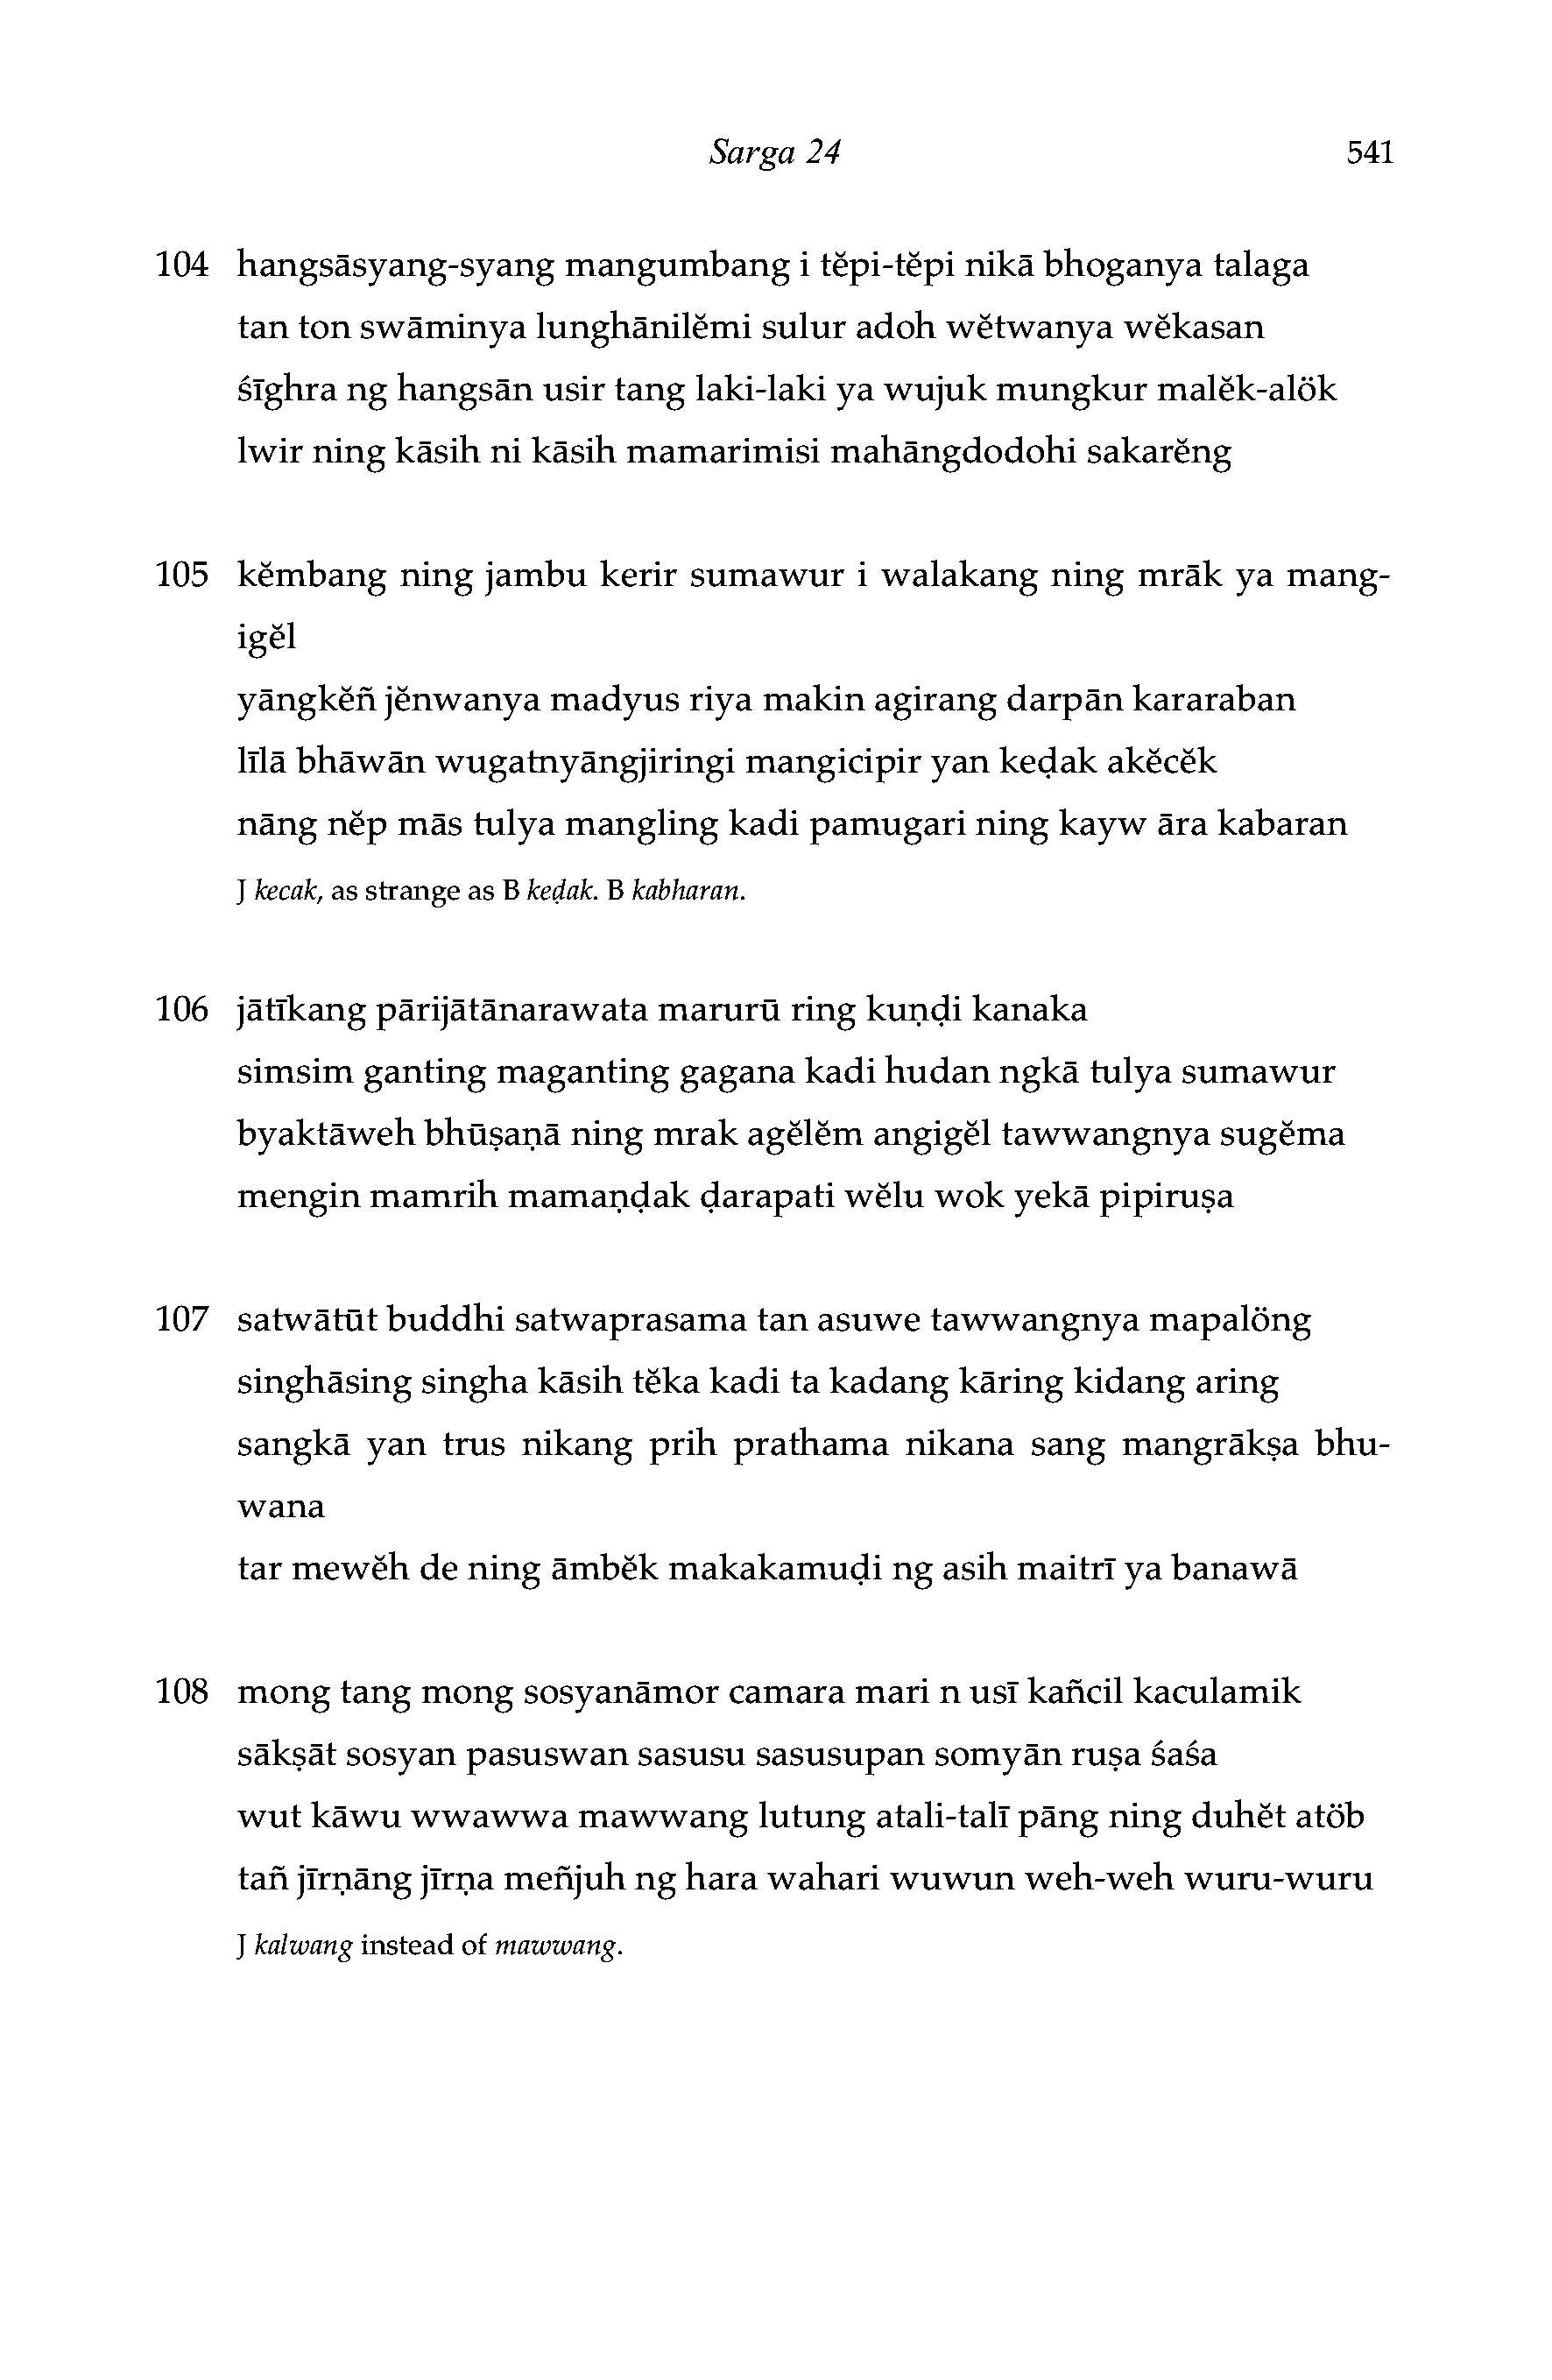 Sarga 24 541
104 hangsāsyang-syang mangumbang i tĕpi-tĕpi nikā bhoganya talaga
tan ton swāminya lunghānilĕmi sulur adoh wĕtwanya wĕkasan
śīghra ng hangsān usir tang laki-laki ya wujuk mungkur malĕk-alök
lwir ning kāsih ni kāsih mamarimisi mahāngdodohi sakarĕng
105 kĕmbang ning jambu kerir sumawur i walakang ning mrāk ya mang-
igĕl
yāngkĕñ jĕnwanya madyus riya makin agirang darpān kararaban
līlā bhāwān wugatnyāngjiringi mangicipir yan keḍak akĕcĕk
nāng nĕp mās tulya mangling kadi pamugari ning kayw āra kabaran
J kecak, as strange as B keḍak. B kabharan.
106 jātīkang pārijātānarawata marurū ring kuṇḍi kanaka
simsim ganting maganting gagana kadi hudan ngkā tulya sumawur
byaktāweh bhūṣaṇā ning mrak agĕlĕm angigĕl tawwangnya sugĕma
mengin mamrih mamaṇḍak ḍarapati wĕlu wok yekā pipiruṣa
107 satwātūt buddhi satwaprasama tan asuwe tawwangnya mapalöng
singhāsing singha kāsih tĕka kadi ta kadang kāring kidang aring
sangkā yan trus nikang prih prathama nikana sang mangrākṣa bhu-
wana
tar mewĕh de ning āmbĕk makakamuḍi ng asih maitrī ya banawā
108 mong tang mong sosyanāmor camara mari n usī kañcil kaculamik
sākṣāt sosyan pasuswan sasusu sasusupan somyān ruṣa śaśa
wut kāwu wwawwa mawwang lutung atali-talī pāng ning duhĕt atöb
tañ jīrṇāng jīrṇa meñjuh ng hara wahari wuwun weh-weh wuru-wuru
J kalwang instead of mawwang.